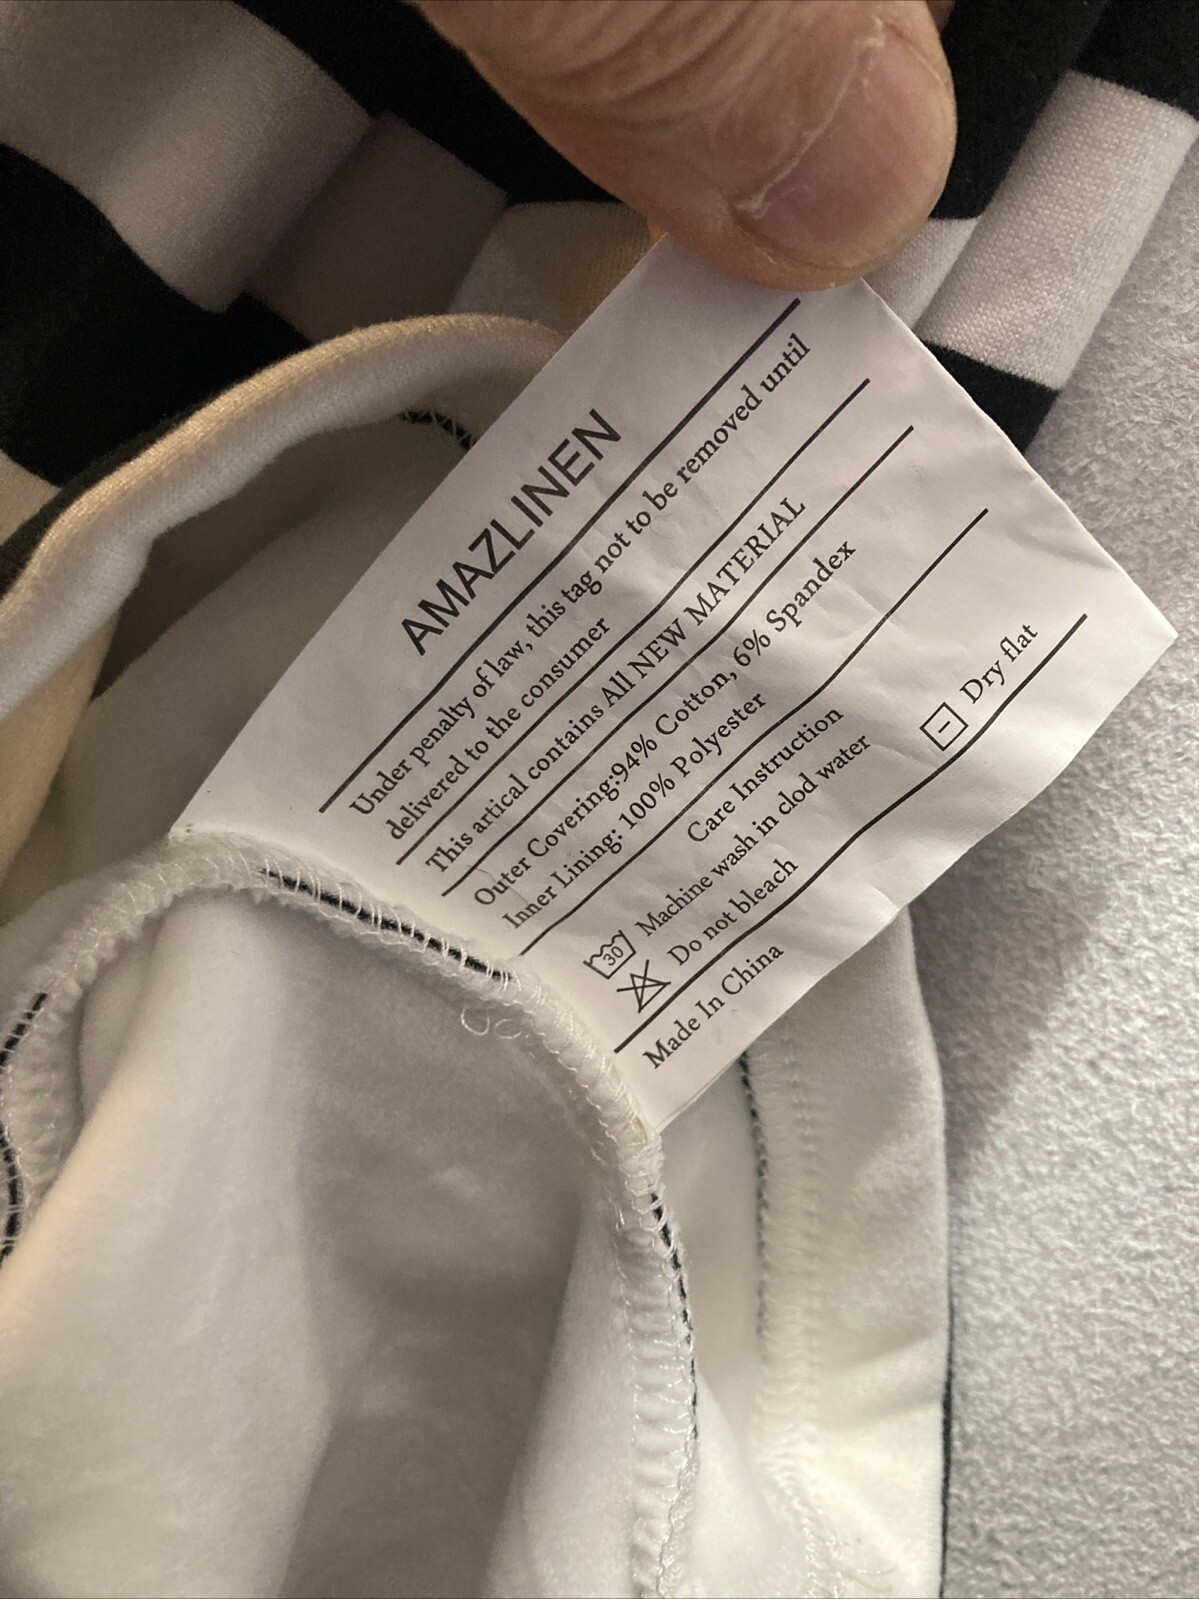 AMAZLINEN
Under penalty of law, this tag not to be removed until
delivered to the consumer
This artical contains All NEW MATERIAL
Outer Covering:94% Cotton, 6% Spandex
Inner Lining: 100% Polyester
Care Instruction
30 Machine wash in clod water
Do not bleach
Dry flat
Made In China